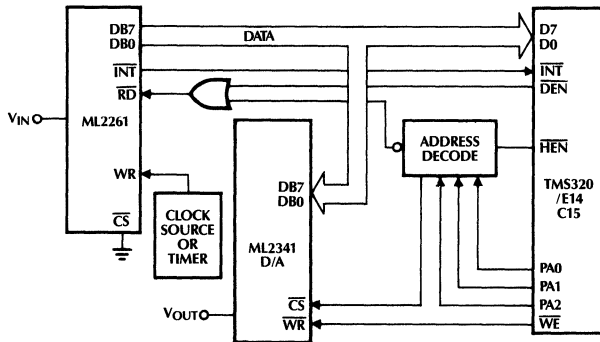 DB7
DB0
INT
RD
VIN
ML2261
WR
CS
DATA
CLOCK
SOURCE
OR
TIMER
DB7
DB0
ML2341
D/A
VOUT
CS
WR
ADDRESS
DECODE
D7
D0
INT
DEN
HEN
TMS320
/E14
C15
PA0
PA1
PA2
WE